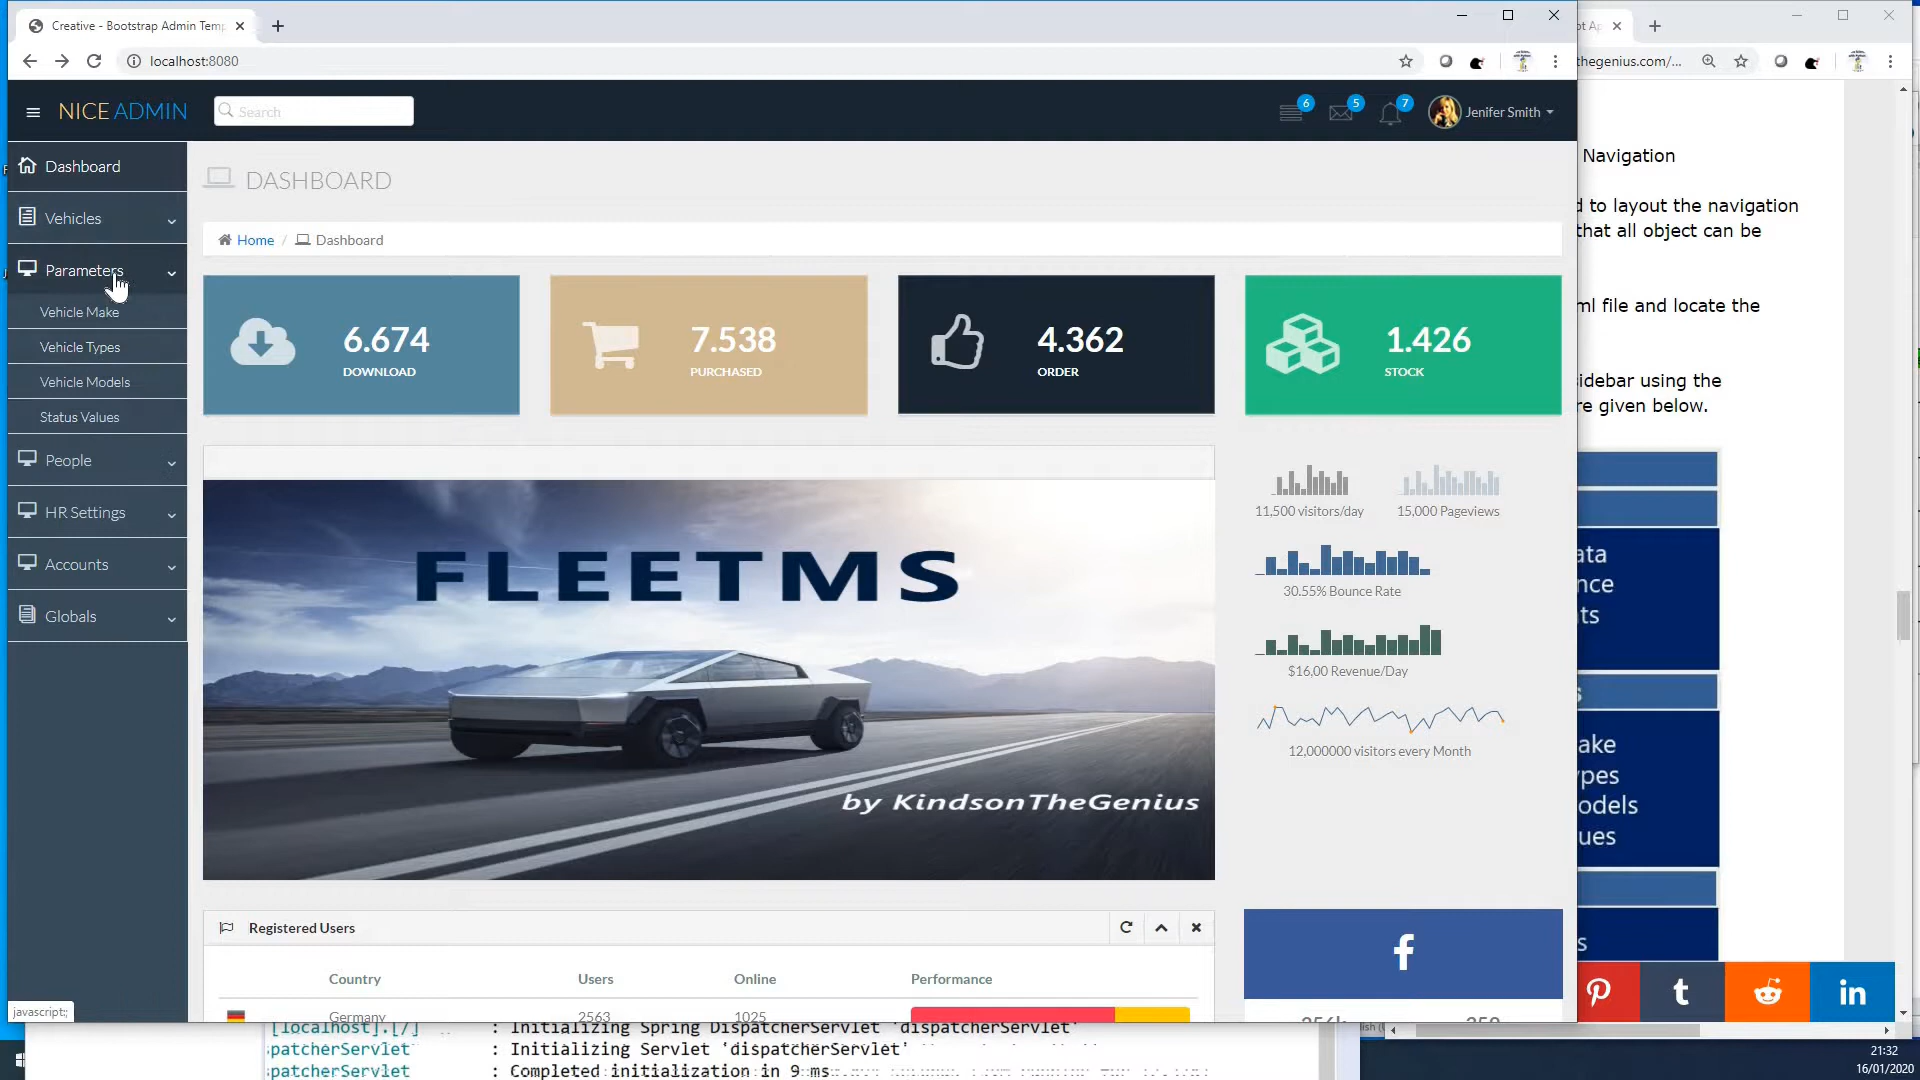 Creative - Bootstrap Admin Temp
localhost:8080
thegenius.com/...
NICE ADMIN
Search
6
5
7
Jenifer Smith
Dashboard
Vehicles
Parameters
Vehicle Make
Vehicle Types
Vehicle Models
Status Values
People
HR Settings
Accounts
Globals
javascript:;
DASHBOARD
Home / Dashboard
6.674
DOWNLOAD
7.538
PURCHASED
4.362
ORDER
1.426
STOCK
FLEETMS
by KindsonTheGenius
11,500 visitors/day
15,000 Pageviews
30.55% Bounce Rate
$16,00 Revenue/Day
12,000000 visitors every Month
Registered Users
Country Users Online Performance
Germany 2563 1025
Navigation
d to layout the navigation
that all object can be
ml file and locate the
sidebar using the
re given below.
ata
nce
ts
s
ake
ypes
odels
ues
s
[localhost].[/] : Initializing Spring DispatcherServlet 'dispatcherServlet'
patcherServlet : Initializing Servlet 'dispatcherServlet'
patcherServlet : Completed initialization in 9 ms
21:32
16/01/2020